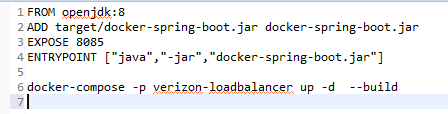 1 FROM openjdk:8
2 ADD target/docker-spring-boot.jar docker-spring-boot.jar
3 EXPOSE 8085
4 ENTRYPOINT ["java","-jar","docker-spring-boot.jar"]
5
6 docker-compose -p verizon-loadbalancer up -d  --build
7